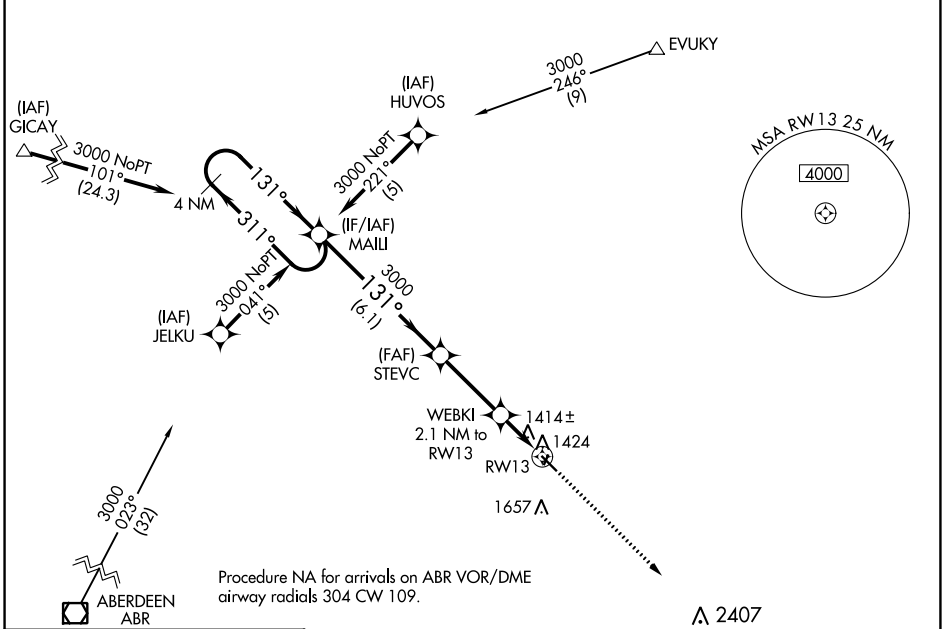 EVUKY
3000
246°
(9)
(IAF)
HUVOS
(IAF)
GICAY
3000 NoPT
101°
(24.3)
3000 NoPT
221°
(5)
MSA RW13 25 NM
4000
4 NM
131°
311°
(IF/IAF)
MAILI
3000 NoPT
041°
(5)
3000
131°
(6.1)
(IAF)
JELKU
(FAF)
STEVC
WEBKI
2.1 NM to
RW13
1414±
1424
RW13
1657
3000
023°
(32)
Procedure NA for arrivals on ABR VOR/DME
airway radials 304 CW 109.
ABERDEEN
ABR
2407